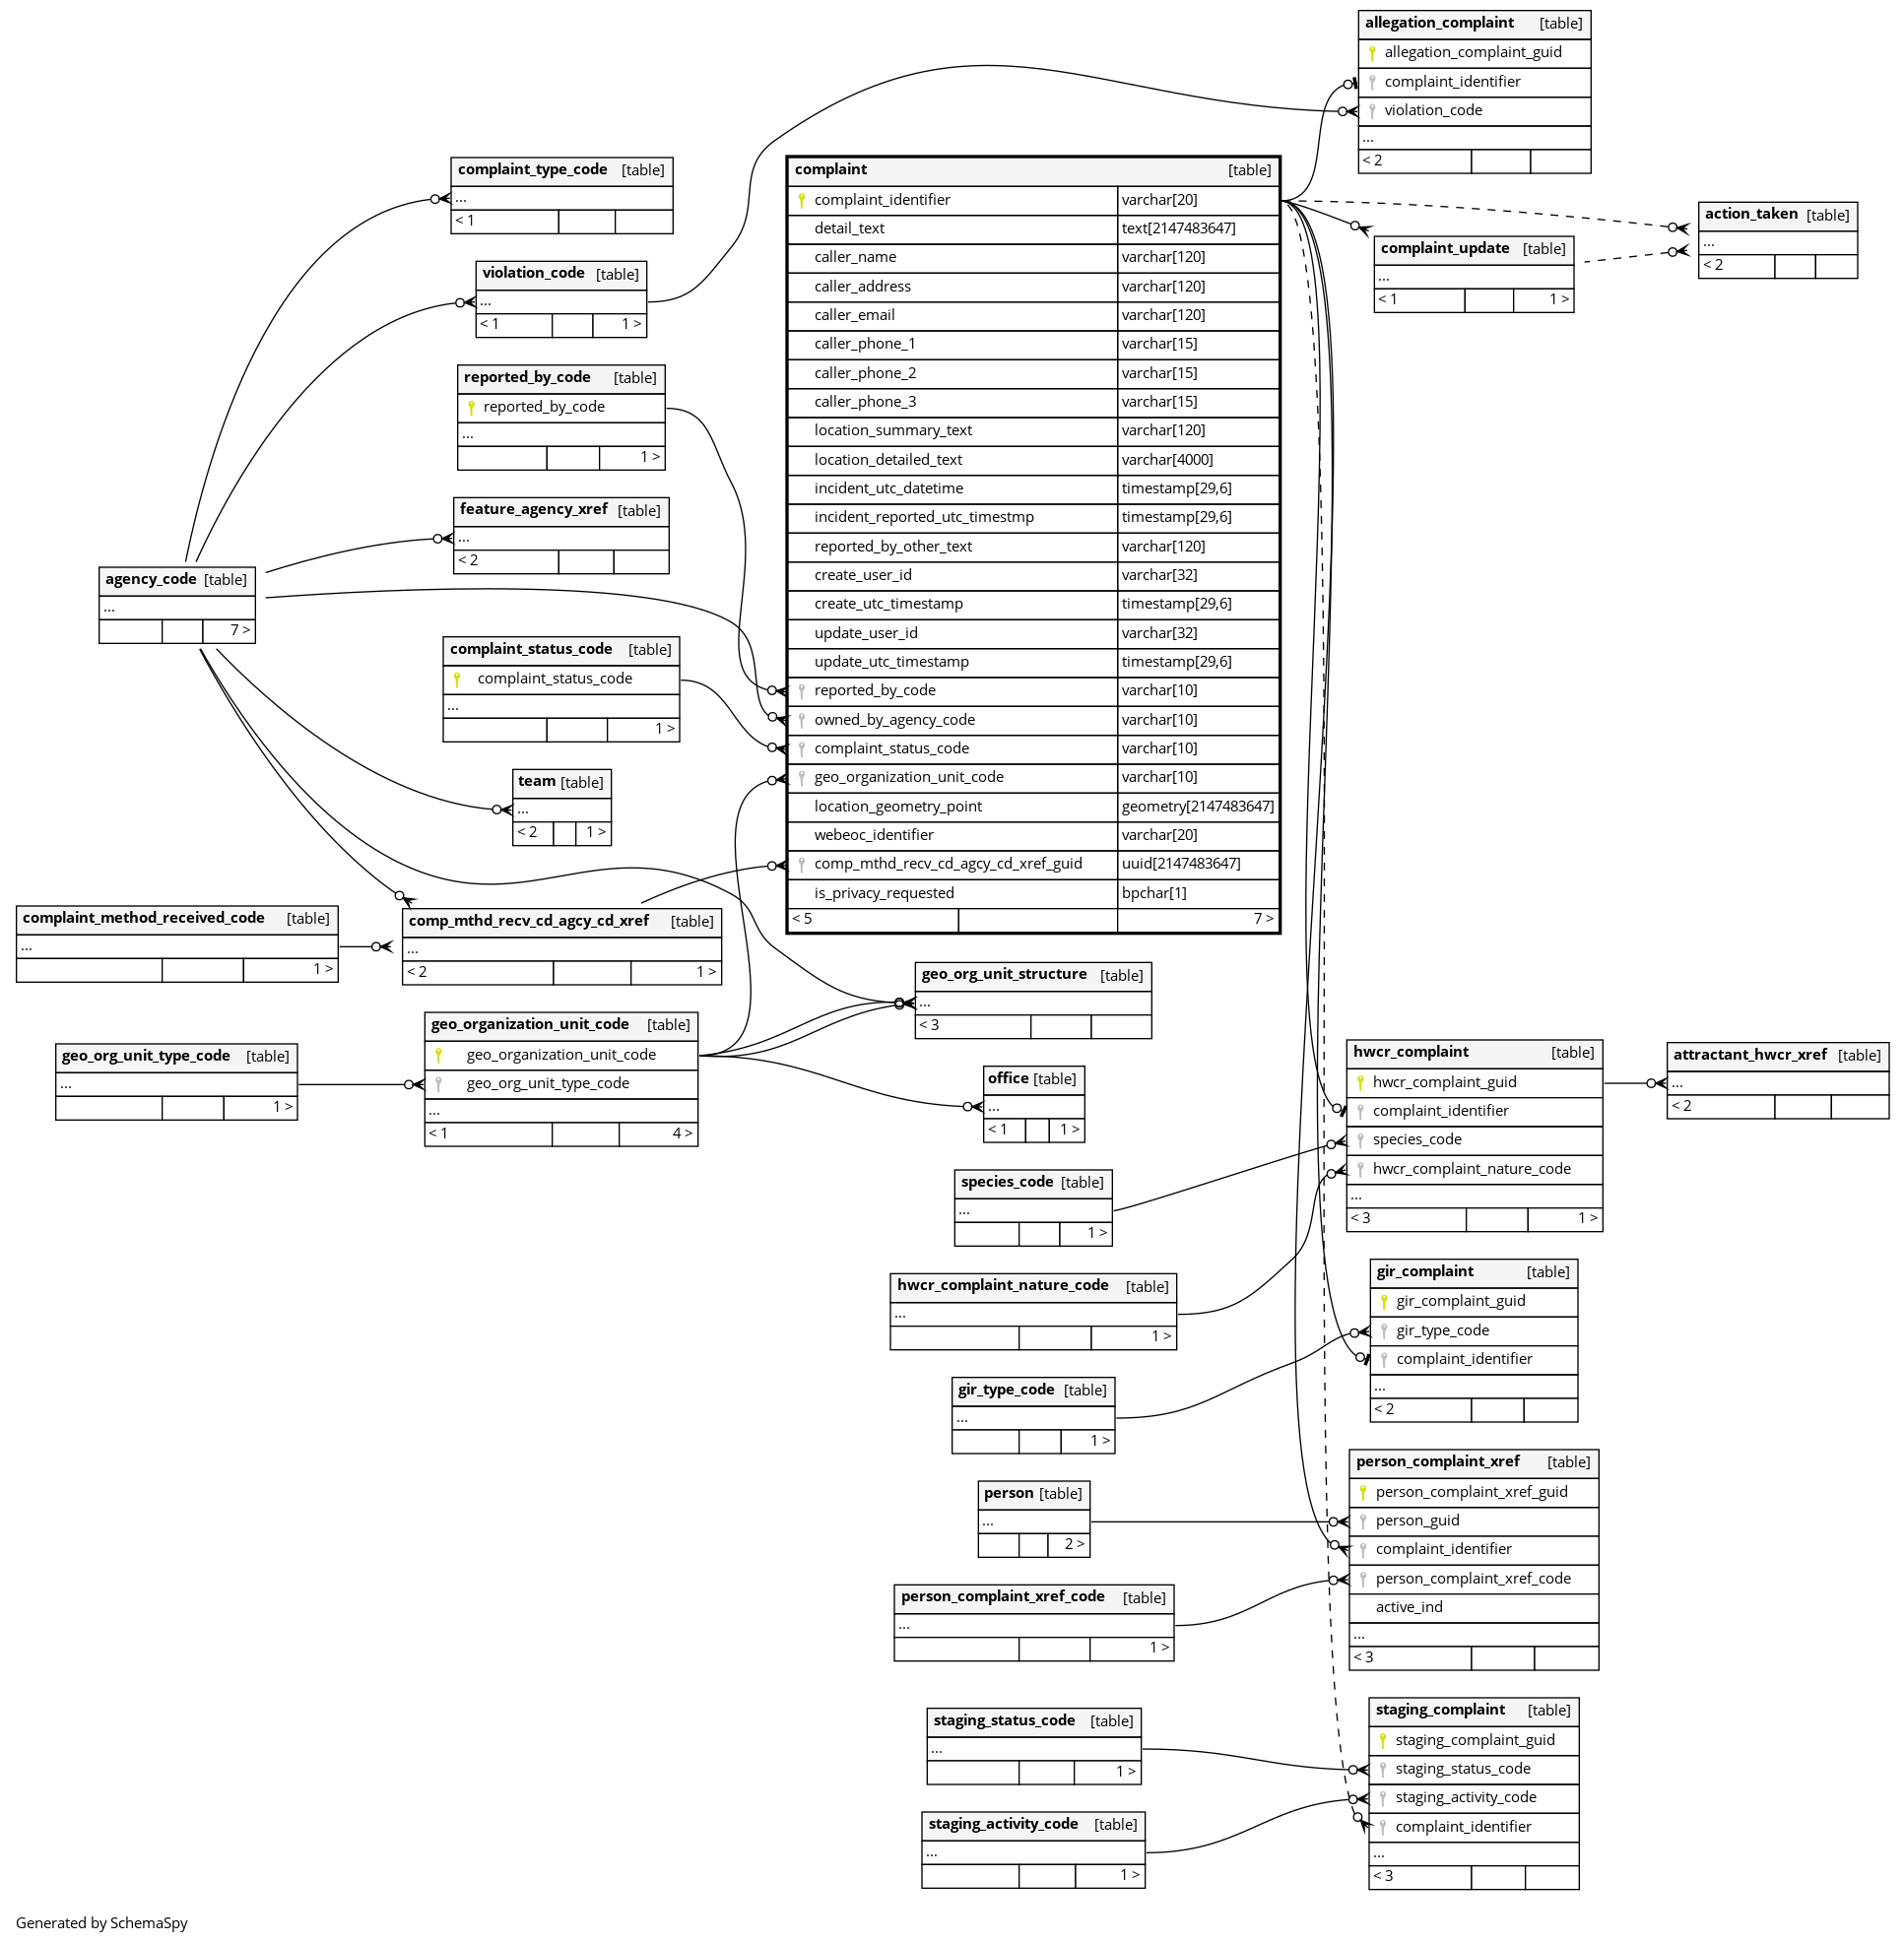 allegation_complaint [table]
allegation_complaint_guid
complaint_identifier
violation_code
...
< 2
complaint_type_code [table]
...
< 1
violation_code [table]
...
< 1 1 >
reported_by_code [table]
reported_by_code
...
1 >
feature_agency_xref [table]
...
< 2
agency_code [table]
...
7 >
complaint_status_code [table]
complaint_status_code
...
1 >
team [table]
...
< 2 1 >
complaint_method_received_code [table]
...
1 >
comp_mthd_recv_cd_agcy_cd_xref [table]
...
< 2 1 >
geo_org_unit_type_code [table]
...
1 >
geo_organization_unit_code [table]
geo_organization_unit_code
geo_org_unit_type_code
...
< 1 4 >
complaint [table]
complaint_identifier varchar[20]
detail_text text[2147483647]
caller_name varchar[120]
caller_address varchar[120]
caller_email varchar[120]
caller_phone_1 varchar[15]
caller_phone_2 varchar[15]
caller_phone_3 varchar[15]
location_summary_text varchar[120]
location_detailed_text varchar[4000]
incident_utc_datetime timestamp[29,6]
incident_reported_utc_timestmp timestamp[29,6]
reported_by_other_text varchar[120]
create_user_id varchar[32]
create_utc_timestamp timestamp[29,6]
update_user_id varchar[32]
update_utc_timestamp timestamp[29,6]
reported_by_code varchar[10]
owned_by_agency_code varchar[10]
complaint_status_code varchar[10]
geo_organization_unit_code varchar[10]
location_geometry_point geometry[2147483647]
webeoc_identifier varchar[20]
comp_mthd_recv_cd_agcy_cd_xref_guid uuid[2147483647]
is_privacy_requested bpchar[1]
< 5 7 >
action_taken [table]
...
< 2
complaint_update [table]
...
< 1 1 >
geo_org_unit_structure [table]
...
< 3
office [table]
...
< 1 1 >
species_code [table]
...
1 >
hwcr_complaint_nature_code [table]
...
1 >
gir_type_code [table]
...
1 >
person [table]
...
2 >
person_complaint_xref_code [table]
...
1 >
staging_status_code [table]
...
1 >
staging_activity_code [table]
...
1 >
hwcr_complaint [table]
hwcr_complaint_guid
complaint_identifier
species_code
hwcr_complaint_nature_code
...
< 3 1 >
attractant_hwcr_xref [table]
...
< 2
gir_complaint [table]
gir_complaint_guid
gir_type_code
complaint_identifier
...
< 2
person_complaint_xref [table]
person_complaint_xref_guid
person_guid
complaint_identifier
person_complaint_xref_code
active_ind
...
< 3
staging_complaint [table]
staging_complaint_guid
staging_status_code
staging_activity_code
complaint_identifier
...
< 3
Generated by SchemaSpy